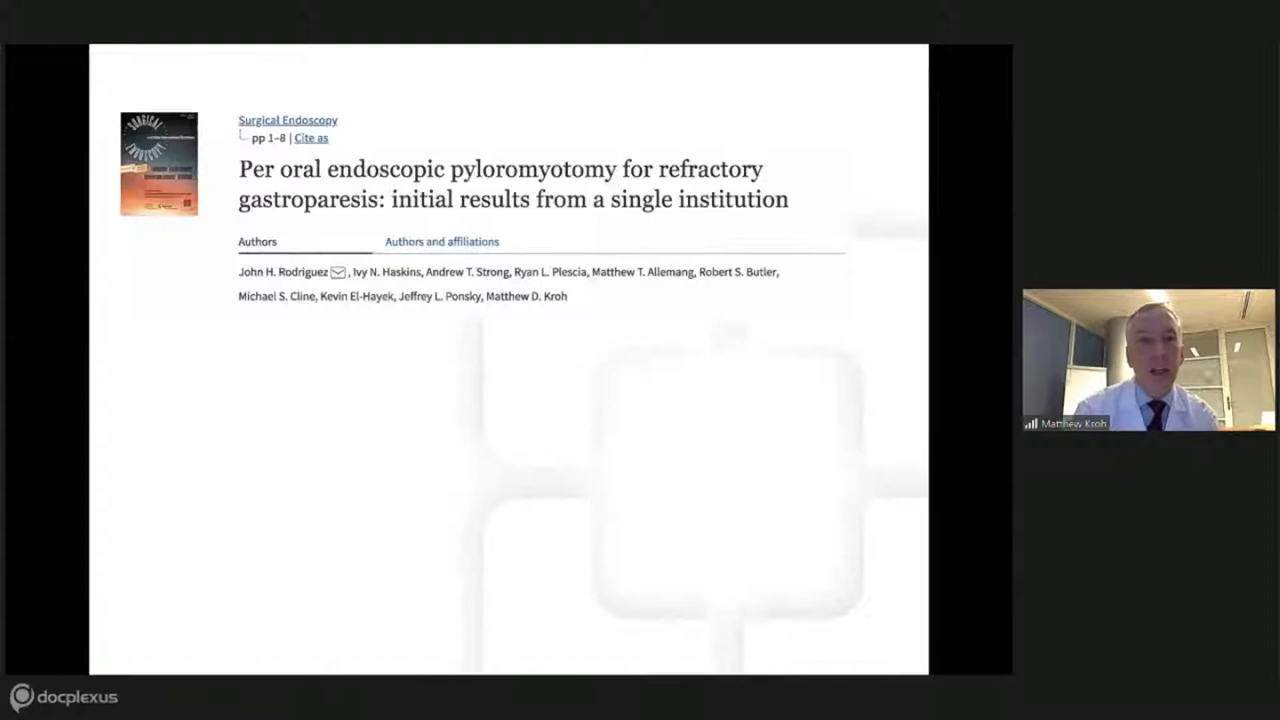 SURGICAL
ENDOSCOPY
Surgical Endoscopy
pp 1–8 | Cite as
Per oral endoscopic pyloromyotomy for refractory
gastroparesis: initial results from a single institution
Authors
Authors and affiliations
John H. Rodriguez, Ivy N. Haskins, Andrew T. Strong, Ryan L. Plescia, Matthew T. Allemang, Robert S. Butler,
Michael S. Cline, Kevin El-Hayek, Jeffrey L. Ponsky, Matthew D. Kroh
Matthew Kroh
docplexus